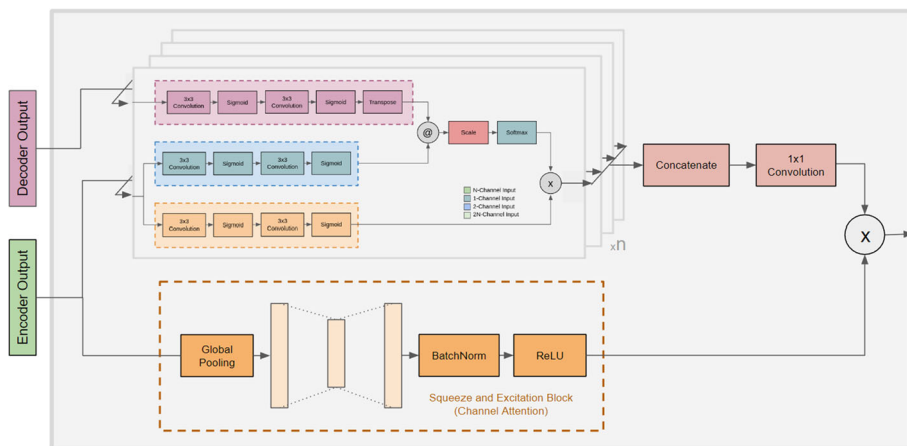 Decoder Output
Encoder Output
3x3
Convolution
Sigmoid
3x3
Convolution
Sigmoid
Transpose
3x3
Convolution
Sigmoid
3x3
Convolution
Sigmoid
@
Scale
Softmax
3x3
Convolution
Sigmoid
3x3
Convolution
Sigmoid
N-Channel Input
1-Channel Input
2-Channel Input
2N-Channel Input
x
xn
Concatenate
1x1
Convolution
X
Global
Pooling
BatchNorm
ReLU
Squeeze and Excitation Block
(Channel Attention)